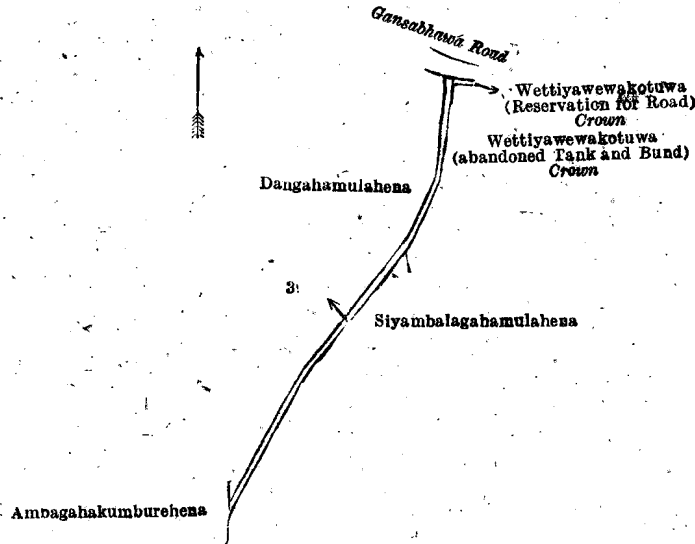 Gansabhawa Road
Wettiyawewakotuwa
(Reservation for Road)
Crown
Wettiyawewakotuwa
(abandoned Tank and Bund)
Crown
Dangahamulahena
3
Siyambalagahamulahena
Ambagahakumburehena